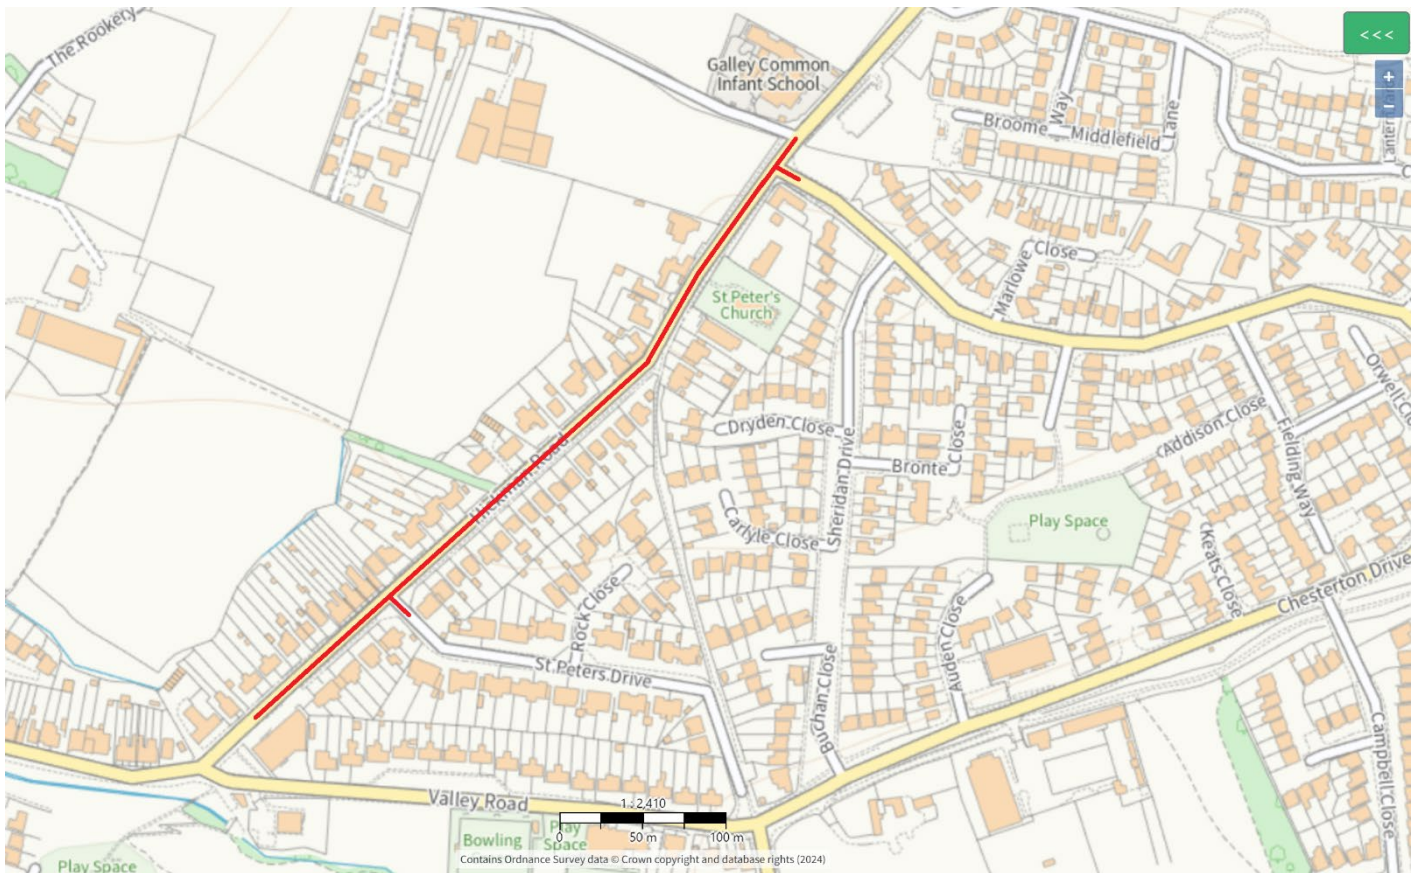 The Rookery
Galley Common
Infant School
<<<
+
−
Broome
Way
Middlefield
Lane
Marlowe Close
St Peter's
Church
Orwell
Dryden Close
Addison Close
Fielding Way
Sheridan Drive
Bronte Close
Road
Carlyle Close
Play Space
Keats Close
Rock Close
Chesterton Drive
Auden Close
St Peters Drive
Buchan Close
Campbell Close
Valley Road
1 : 2,410
0 50 m 100 m
Bowling
Play
Space
Play Space
Contains Ordnance Survey data © Crown copyright and database rights (2024)